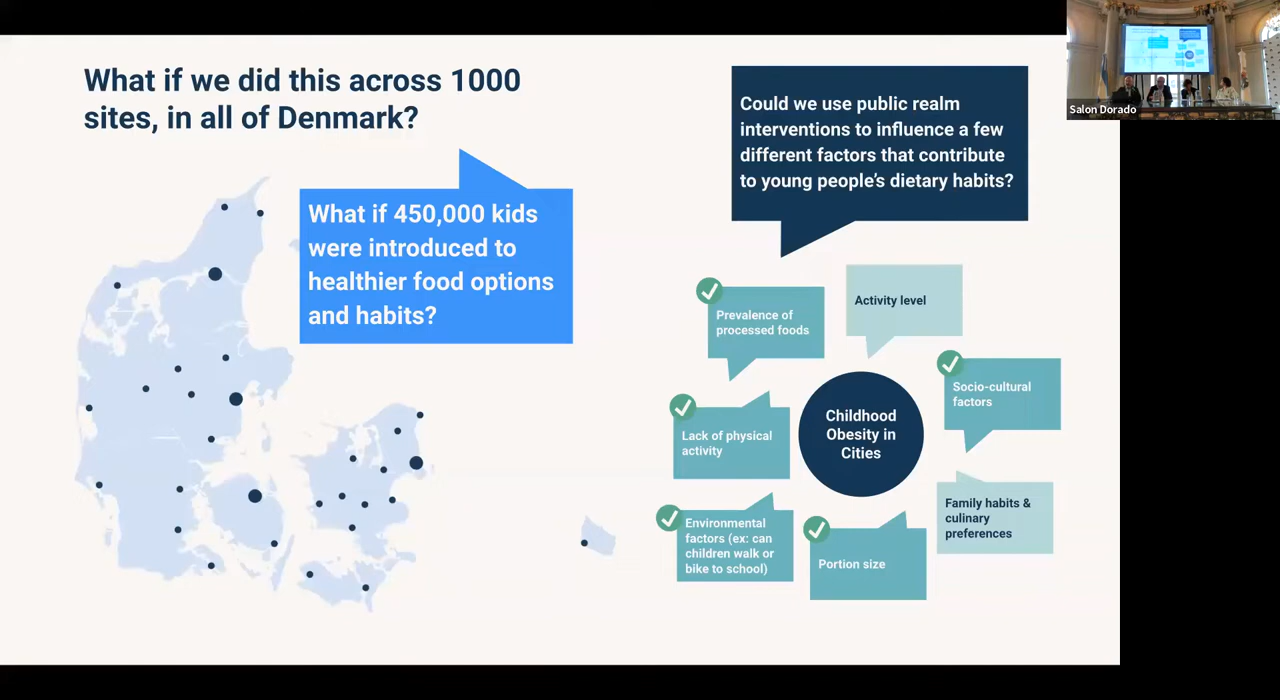 What if we did this across 1000
sites, in all of Denmark?
What if 450,000 kids
were introduced to
healthier food options
and habits?
Could we use public realm
interventions to influence a few
different factors that contribute
to young people's dietary habits?
Prevalence of
processed foods
Activity level
Socio-cultural
factors
Lack of physical
activity
Childhood
Obesity in
Cities
Family habits &
culinary
preferences
Environmental
factors (ex: can
children walk or
bike to school)
Portion size
Salon Dorado